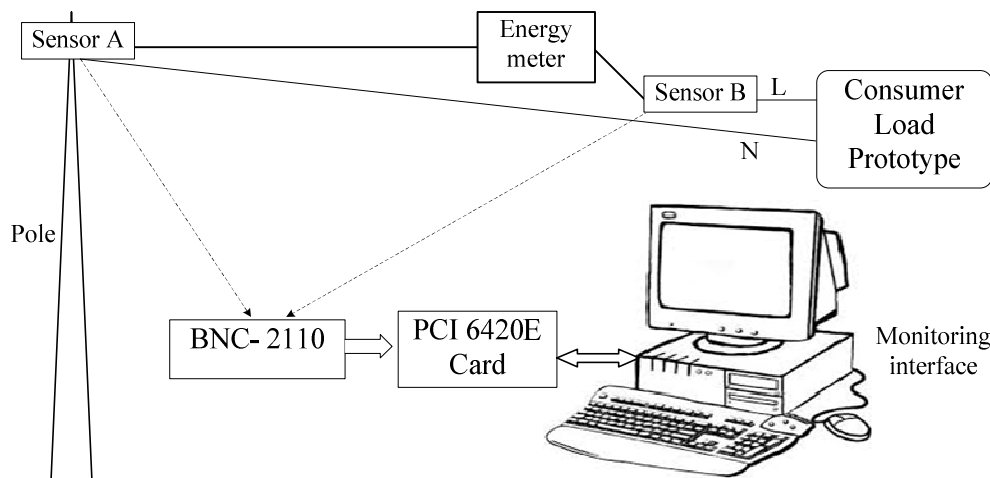 Sensor A
Energy
meter
Sensor B
L
Consumer
Load
Prototype
N
Pole
BNC- 2110
PCI 6420E
Card
Monitoring
interface